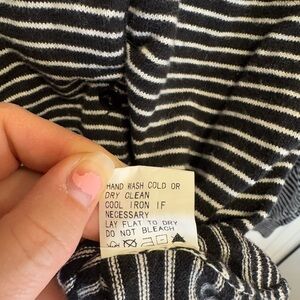 HAND WASH COLD OR
DRY CLEAN
COOL IRON IF
NECESSARY
LAY FLAT TO DRY
DO NOT BLEACH